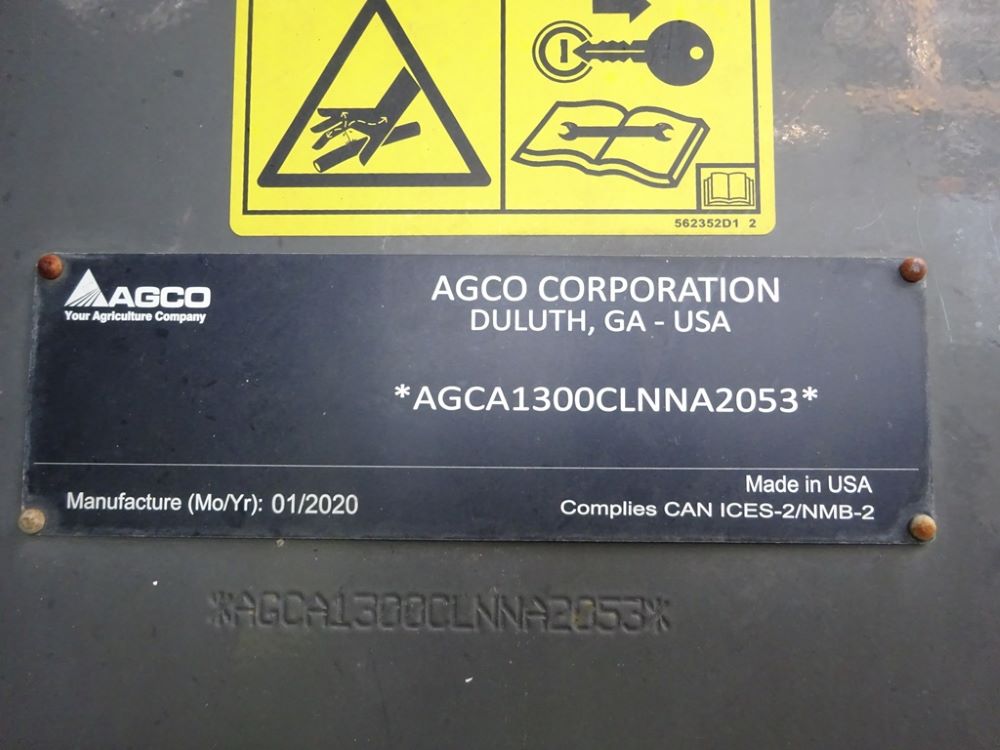 562352D1 2
AGCO
Your Agriculture Company
AGCO CORPORATION
DULUTH, GA - USA
*AGCA1300CLNNA2053*
Manufacture (Mo/Yr): 01/2020
Made in USA
Complies CAN ICES-2/NMB-2
*AGCA1300CLNNA2053*